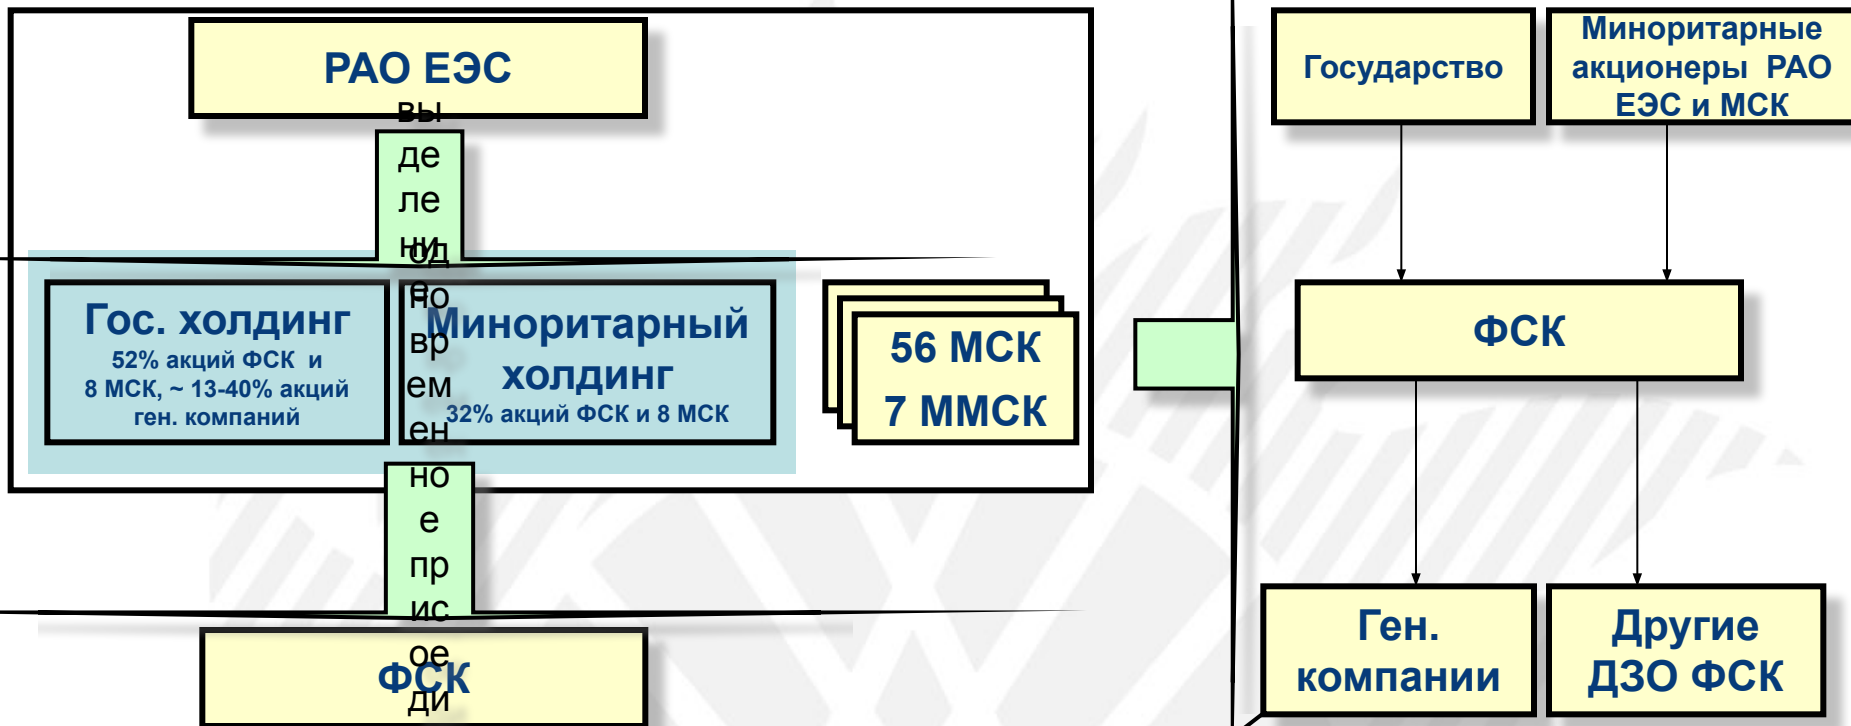 РАО ЕЭС
вы
де
ле
ни
е
Гос. холдинг
52% акций ФСК и
8 МСК, ~ 13-40% акций
ген. компаний
Миноритарный
холдинг
32% акций ФСК и 8 МСК
56 МСК
7 ММСК
од
но
вр
ем
ен
но
е
пр
ис
ое
ди
ФСК
Государство
Миноритарные
акционеры РАО
ЕЭС и МСК
ФСК
Ген.
компании
Другие
ДЗО ФСК